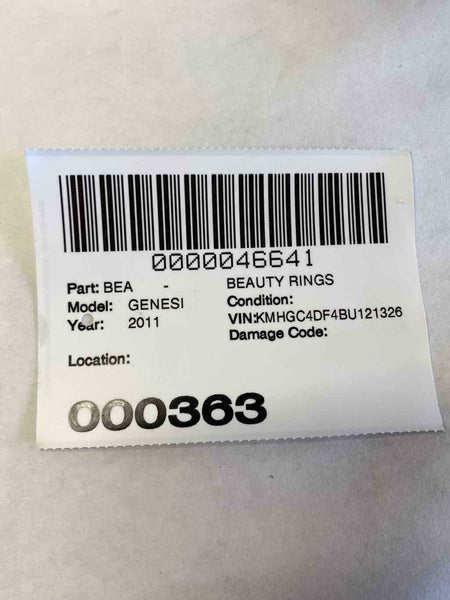 0000046641
Part: BEA - BEAUTY RINGS
Model: GENESI Condition:
Year: 2011 VIN:KMHGC4DF4BU121326
Damage Code:
Location:
000363